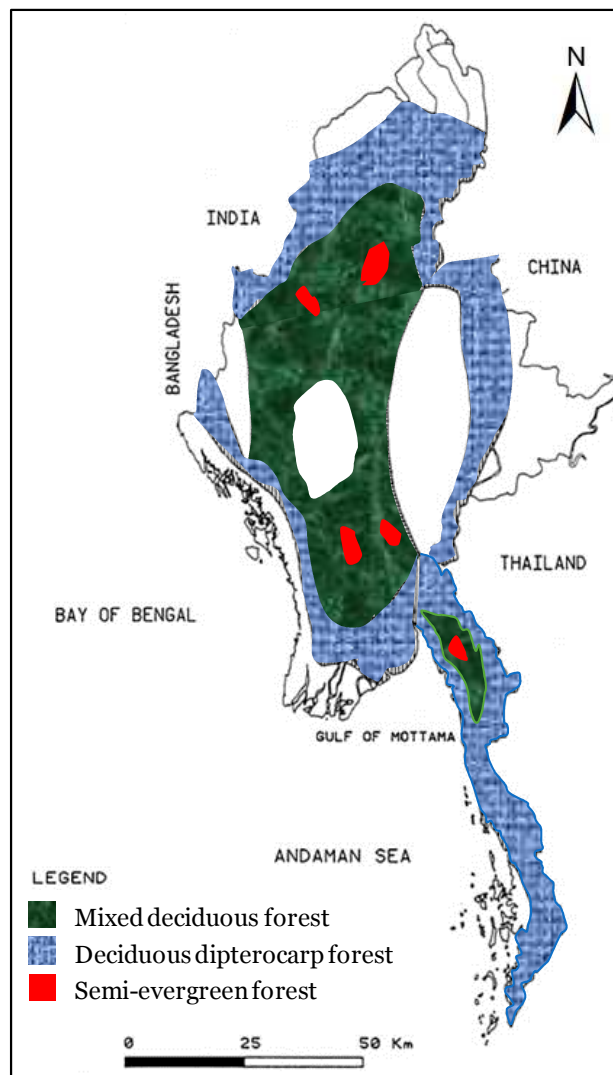 N
INDIA
CHINA
BANGLADESH
THAILAND
BAY OF BENGAL
GULF OF MOTTAMA
ANDAMAN SEA
LEGEND
Mixed deciduous forest
Deciduous dipterocarp forest
Semi-evergreen forest
0 25 50 Km